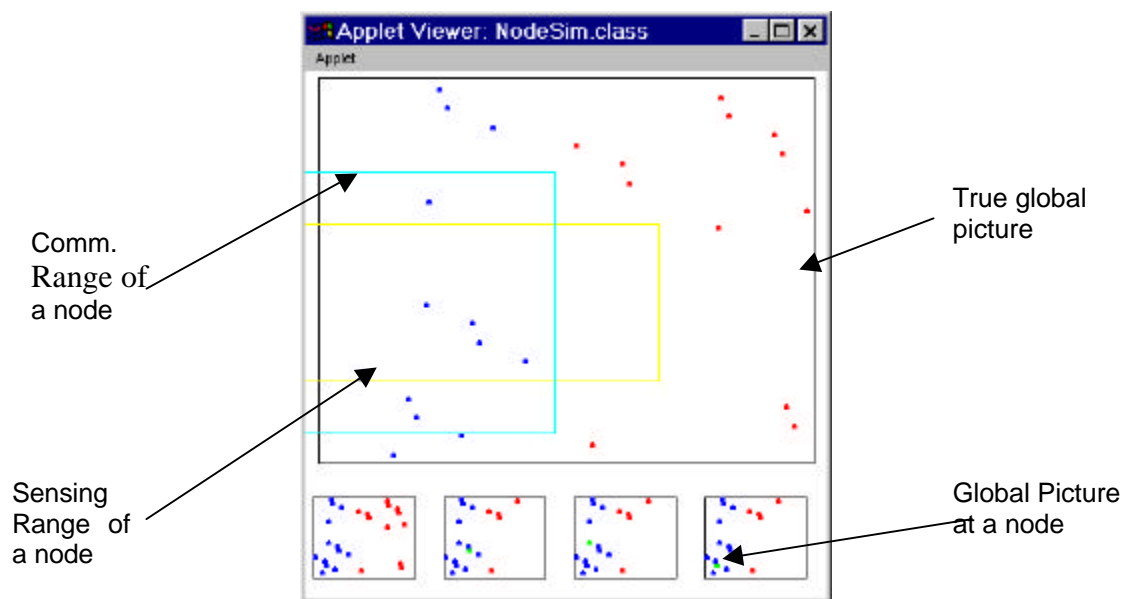 Applet Viewer: NodeSim.class
Applet
Comm.
Range of
a node
True global
picture
Sensing
Range of
a node
Global Picture
at a node